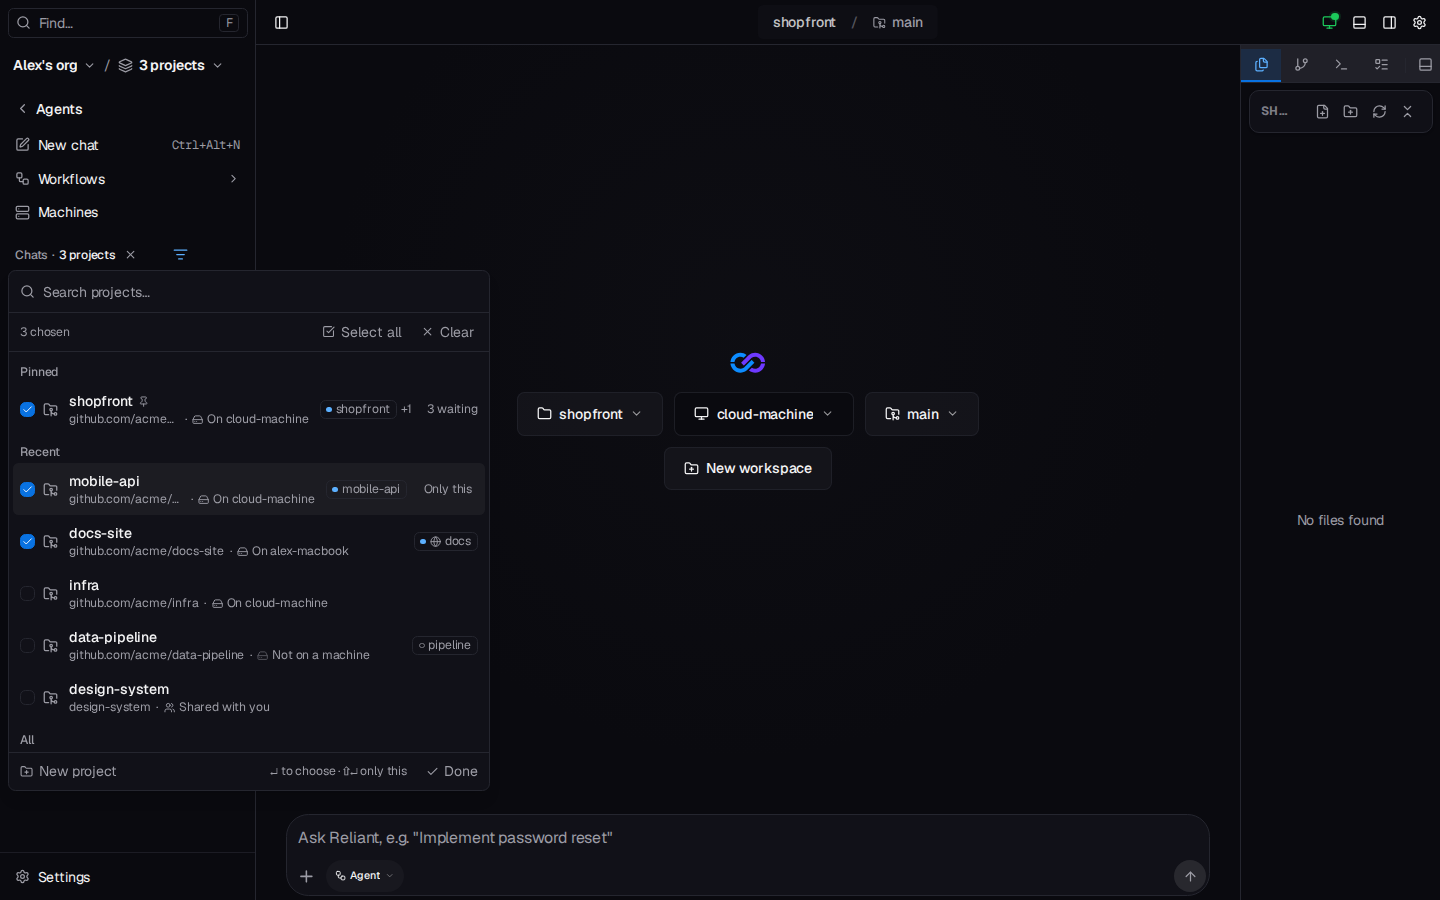 Find...
F
shopfront / main
Alex's org / 3 projects
Agents
New chat Ctrl+Alt+N
Workflows
Machines
Chats · 3 projects
Search projects...
3 chosen Select all Clear
Pinned
shopfront
github.com/acme... · On cloud-machine
shopfront +1 3 waiting
Recent
mobile-api
github.com/acme/... · On cloud-machine
mobile-api Only this
docs-site
github.com/acme/docs-site · On alex-macbook
docs
infra
github.com/acme/infra · On cloud-machine
data-pipeline
github.com/acme/data-pipeline · Not on a machine
pipeline
design-system
design-system · Shared with you
All
New project ↵ to choose · ⇧↵ only this Done
Settings
shopfront cloud-machine main
New workspace
Ask Reliant, e.g. "Implement password reset"
Agent
SH...
No files found